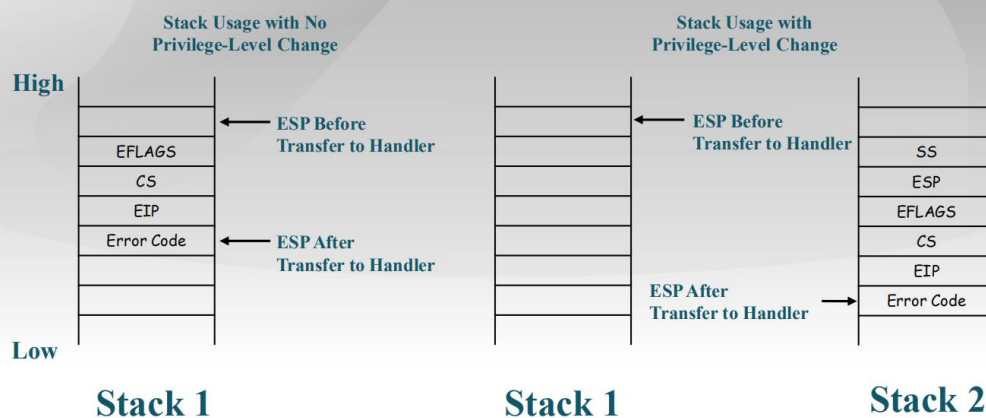 Stack Usage with No
Privilege-Level Change
Stack Usage with
Privilege-Level Change
High
ESP Before
Transfer to Handler
EFLAGS
CS
EIP
Error Code
ESP After
Transfer to Handler
ESP Before
Transfer to Handler
SS
ESP
EFLAGS
CS
EIP
Error Code
ESP After
Transfer to Handler
Low
Stack 1
Stack 1
Stack 2